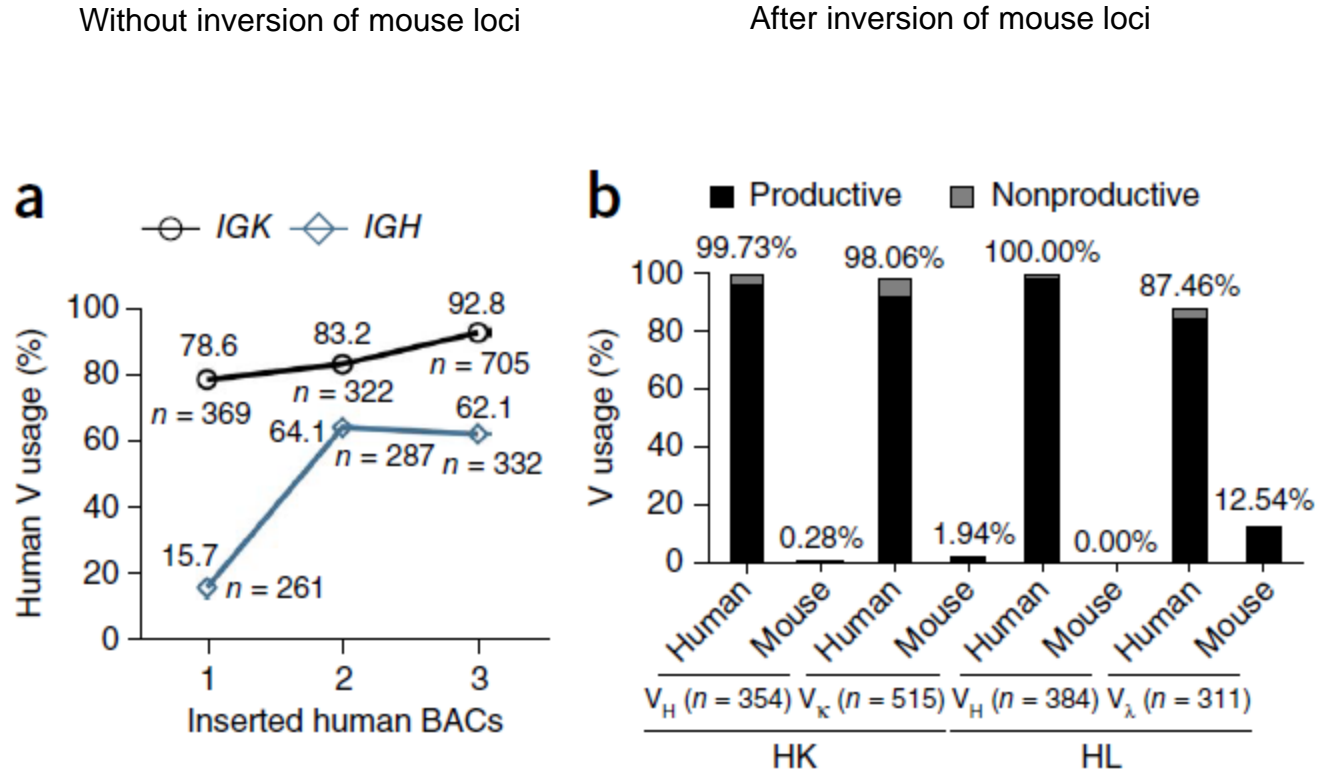 Without inversion of mouse loci
After inversion of mouse loci
a
IGK IGH
Human V usage (%)
100
80
60
40
20
0
78.6
83.2
92.8
n = 369
n = 322
n = 705
15.7
64.1
62.1
n = 261
n = 287
n = 332
1 2 3
Inserted human BACs
b
Productive Nonproductive
V usage (%)
100
80
60
40
20
0
99.73%
0.28%
98.06%
1.94%
100.00%
0.00%
87.46%
12.54%
Human Mouse Human Mouse Human Mouse Human Mouse
VH (n = 354) Vκ (n = 515) VH (n = 384) Vλ (n = 311)
HK HL